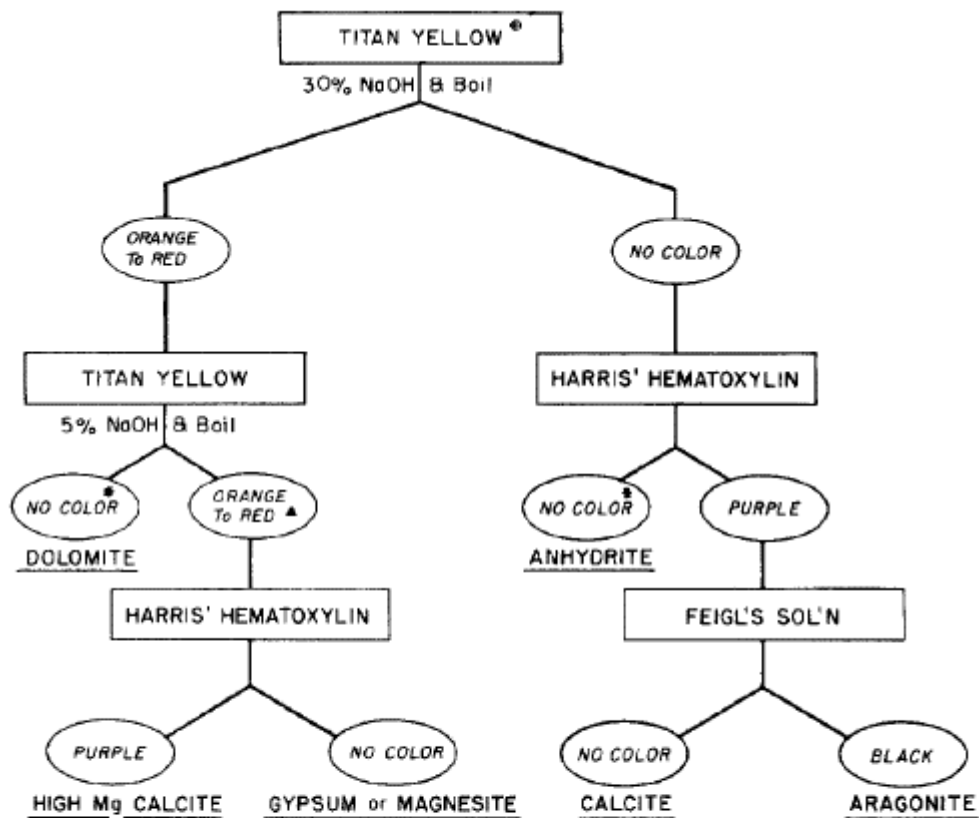 TITAN YELLOW ⊕
30% NaOH & Boil
ORANGE
To RED
NO COLOR
TITAN YELLOW
5% NaOH & Boil
HARRIS' HEMATOXYLIN
NO COLOR *
DOLOMITE
ORANGE
To RED ▲
NO COLOR *
ANHYDRITE
PURPLE
HARRIS' HEMATOXYLIN
FEIGL'S SOL'N
PURPLE
HIGH Mg CALCITE
NO COLOR
GYPSUM or MAGNESITE
NO COLOR
CALCITE
BLACK
ARAGONITE